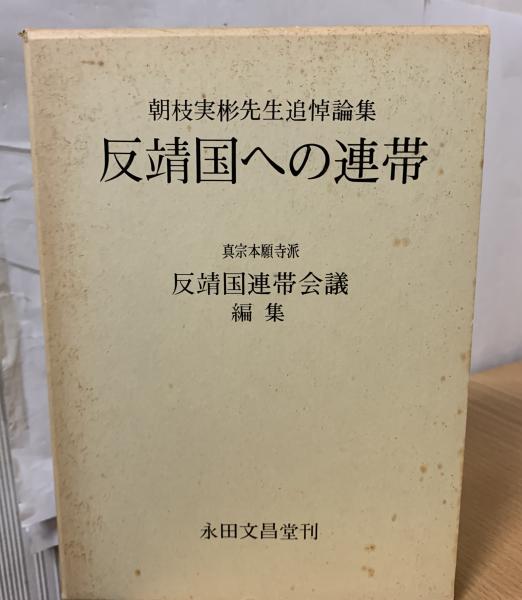 朝枝実彬先生追悼論集
反靖国への連帯
真宗本願寺派
反靖国連帯会議
編集
永田文昌堂刊